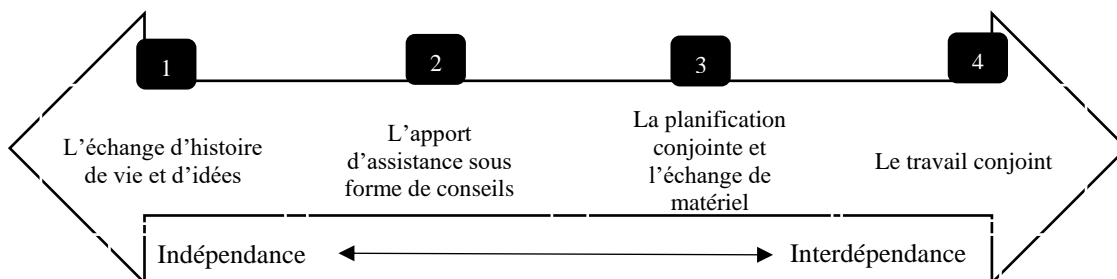 1
2
3
4
L'échange d'histoire
de vie et d'idées
L'apport
d'assistance sous
forme de conseils
La planification
conjointe et
l'échange de
matériel
Le travail conjoint
Indépendance
Interdépendance